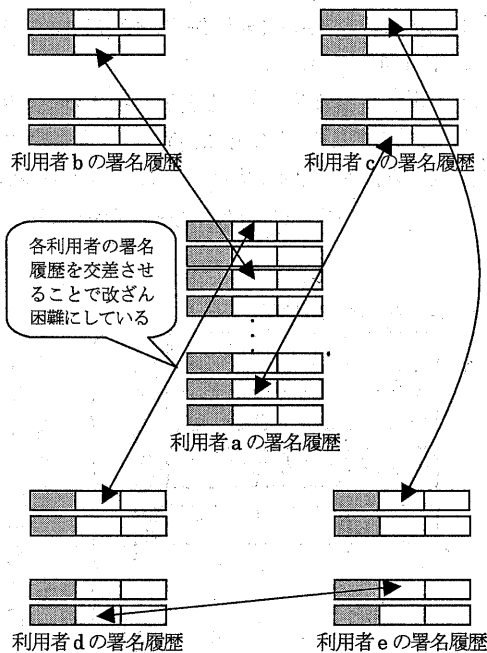 利用者 b の署名履歴
利用者 c の署名履歴
各利用者の署名
履歴を交差させ
ることで改ざん
困難にしている
利用者 a の署名履歴
利用者 d の署名履歴
利用者 e の署名履歴